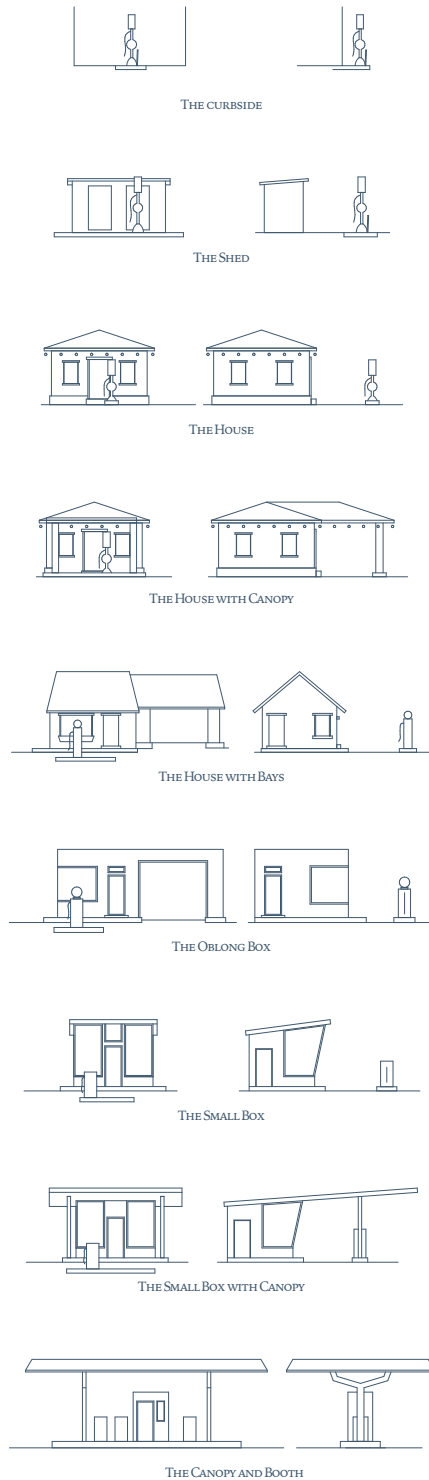 The curbside
The Shed
The House
The House with Canopy
The House with Bays
The Oblong Box
The Small Box
The Small Box with Canopy
The Canopy and Booth